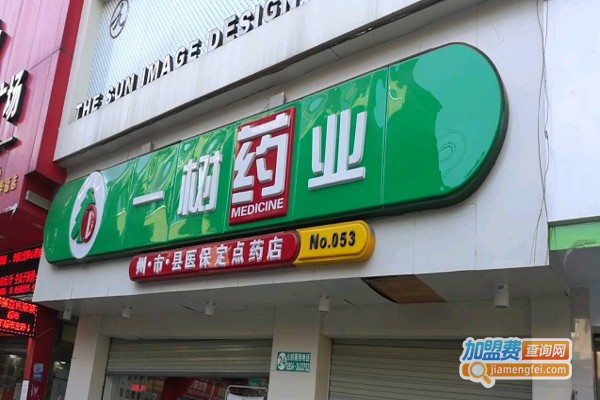 THE SUN IMAGE DESIGN
场
一树药业
MEDICINE
州·市·县医保定点药店
No.053
加盟费查询网
jiamengfei.com